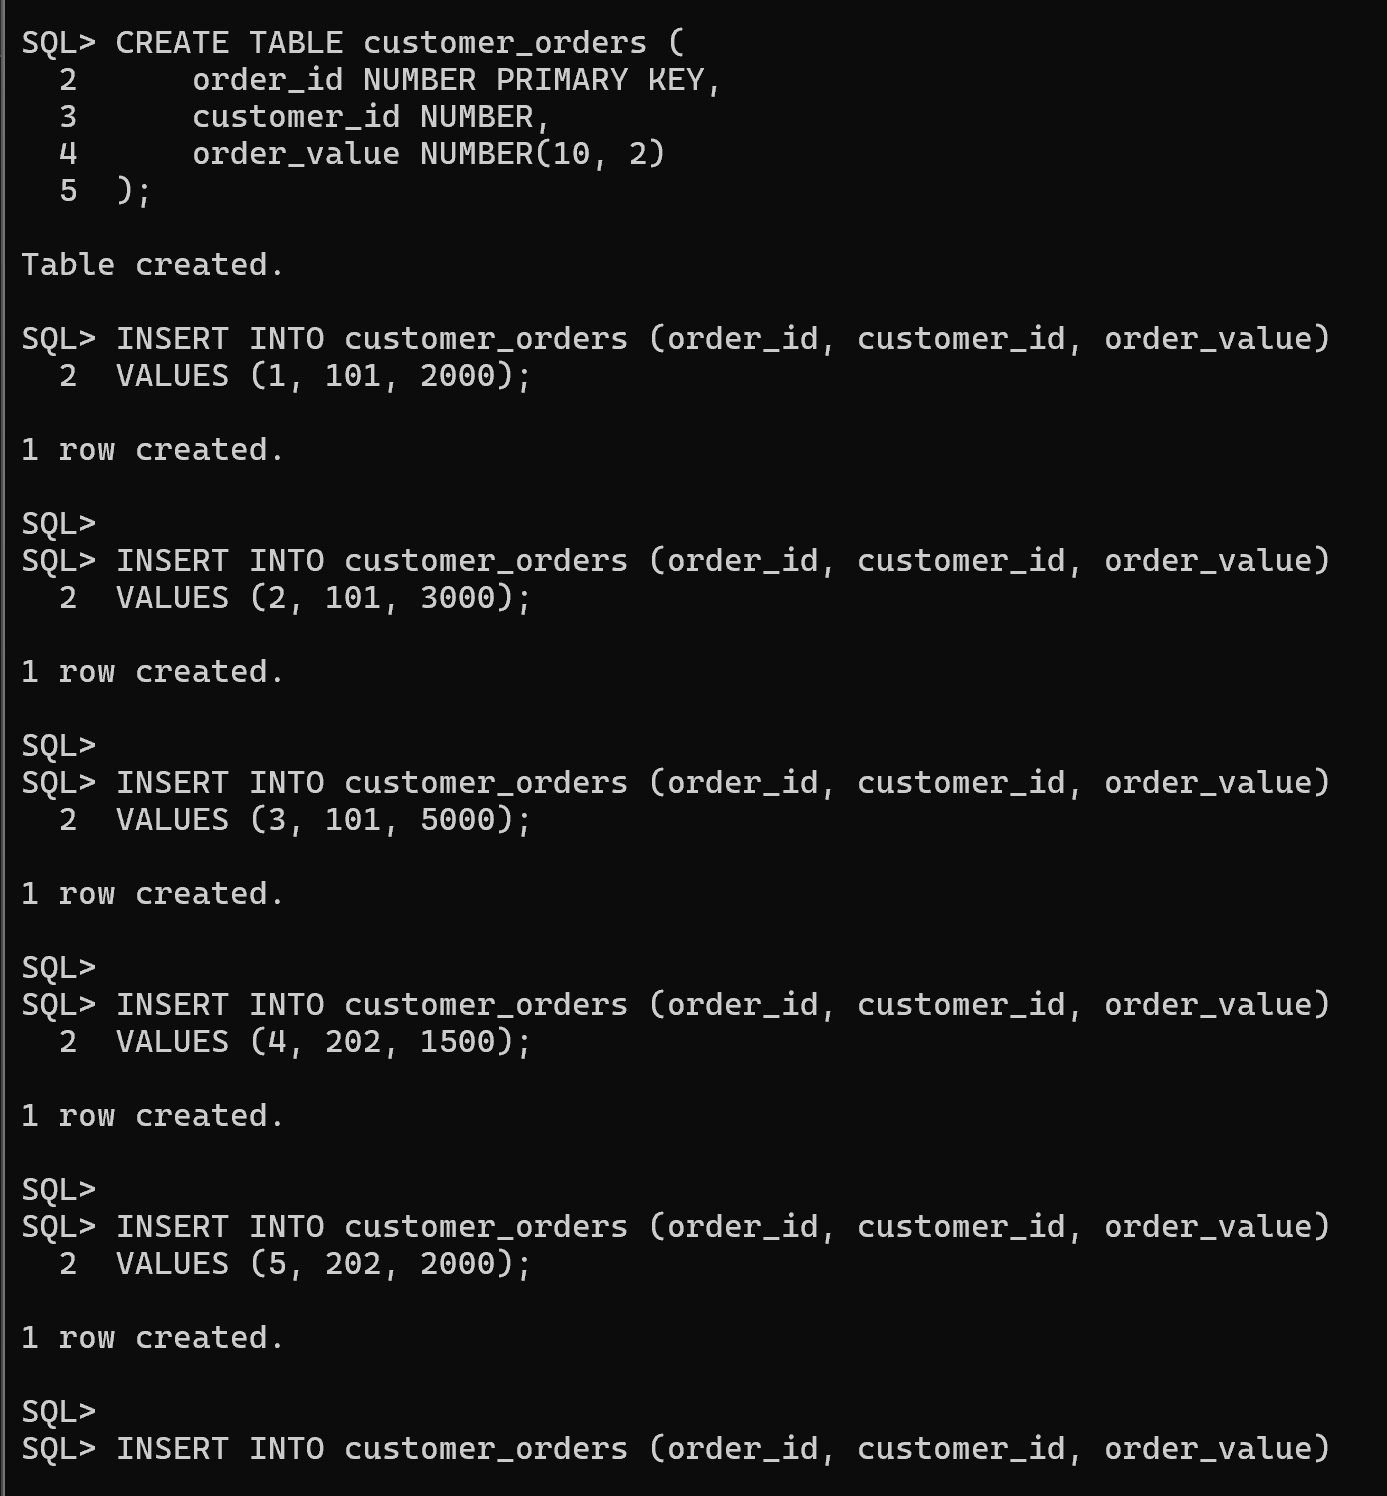 SQL> CREATE TABLE customer_orders (
  2      order_id NUMBER PRIMARY KEY,
  3      customer_id NUMBER,
  4      order_value NUMBER(10, 2)
  5  );
Table created.
SQL> INSERT INTO customer_orders (order_id, customer_id, order_value)
  2  VALUES (1, 101, 2000);
1 row created.
SQL>
SQL> INSERT INTO customer_orders (order_id, customer_id, order_value)
  2  VALUES (2, 101, 3000);
1 row created.
SQL>
SQL> INSERT INTO customer_orders (order_id, customer_id, order_value)
  2  VALUES (3, 101, 5000);
1 row created.
SQL>
SQL> INSERT INTO customer_orders (order_id, customer_id, order_value)
  2  VALUES (4, 202, 1500);
1 row created.
SQL>
SQL> INSERT INTO customer_orders (order_id, customer_id, order_value)
  2  VALUES (5, 202, 2000);
1 row created.
SQL>
SQL> INSERT INTO customer_orders (order_id, customer_id, order_value)